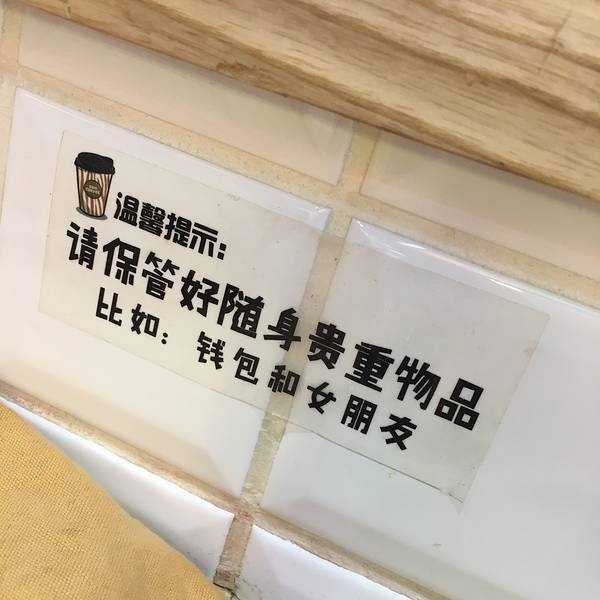 温馨提示：
请保管好随身贵重物品
比如：钱包和女朋友